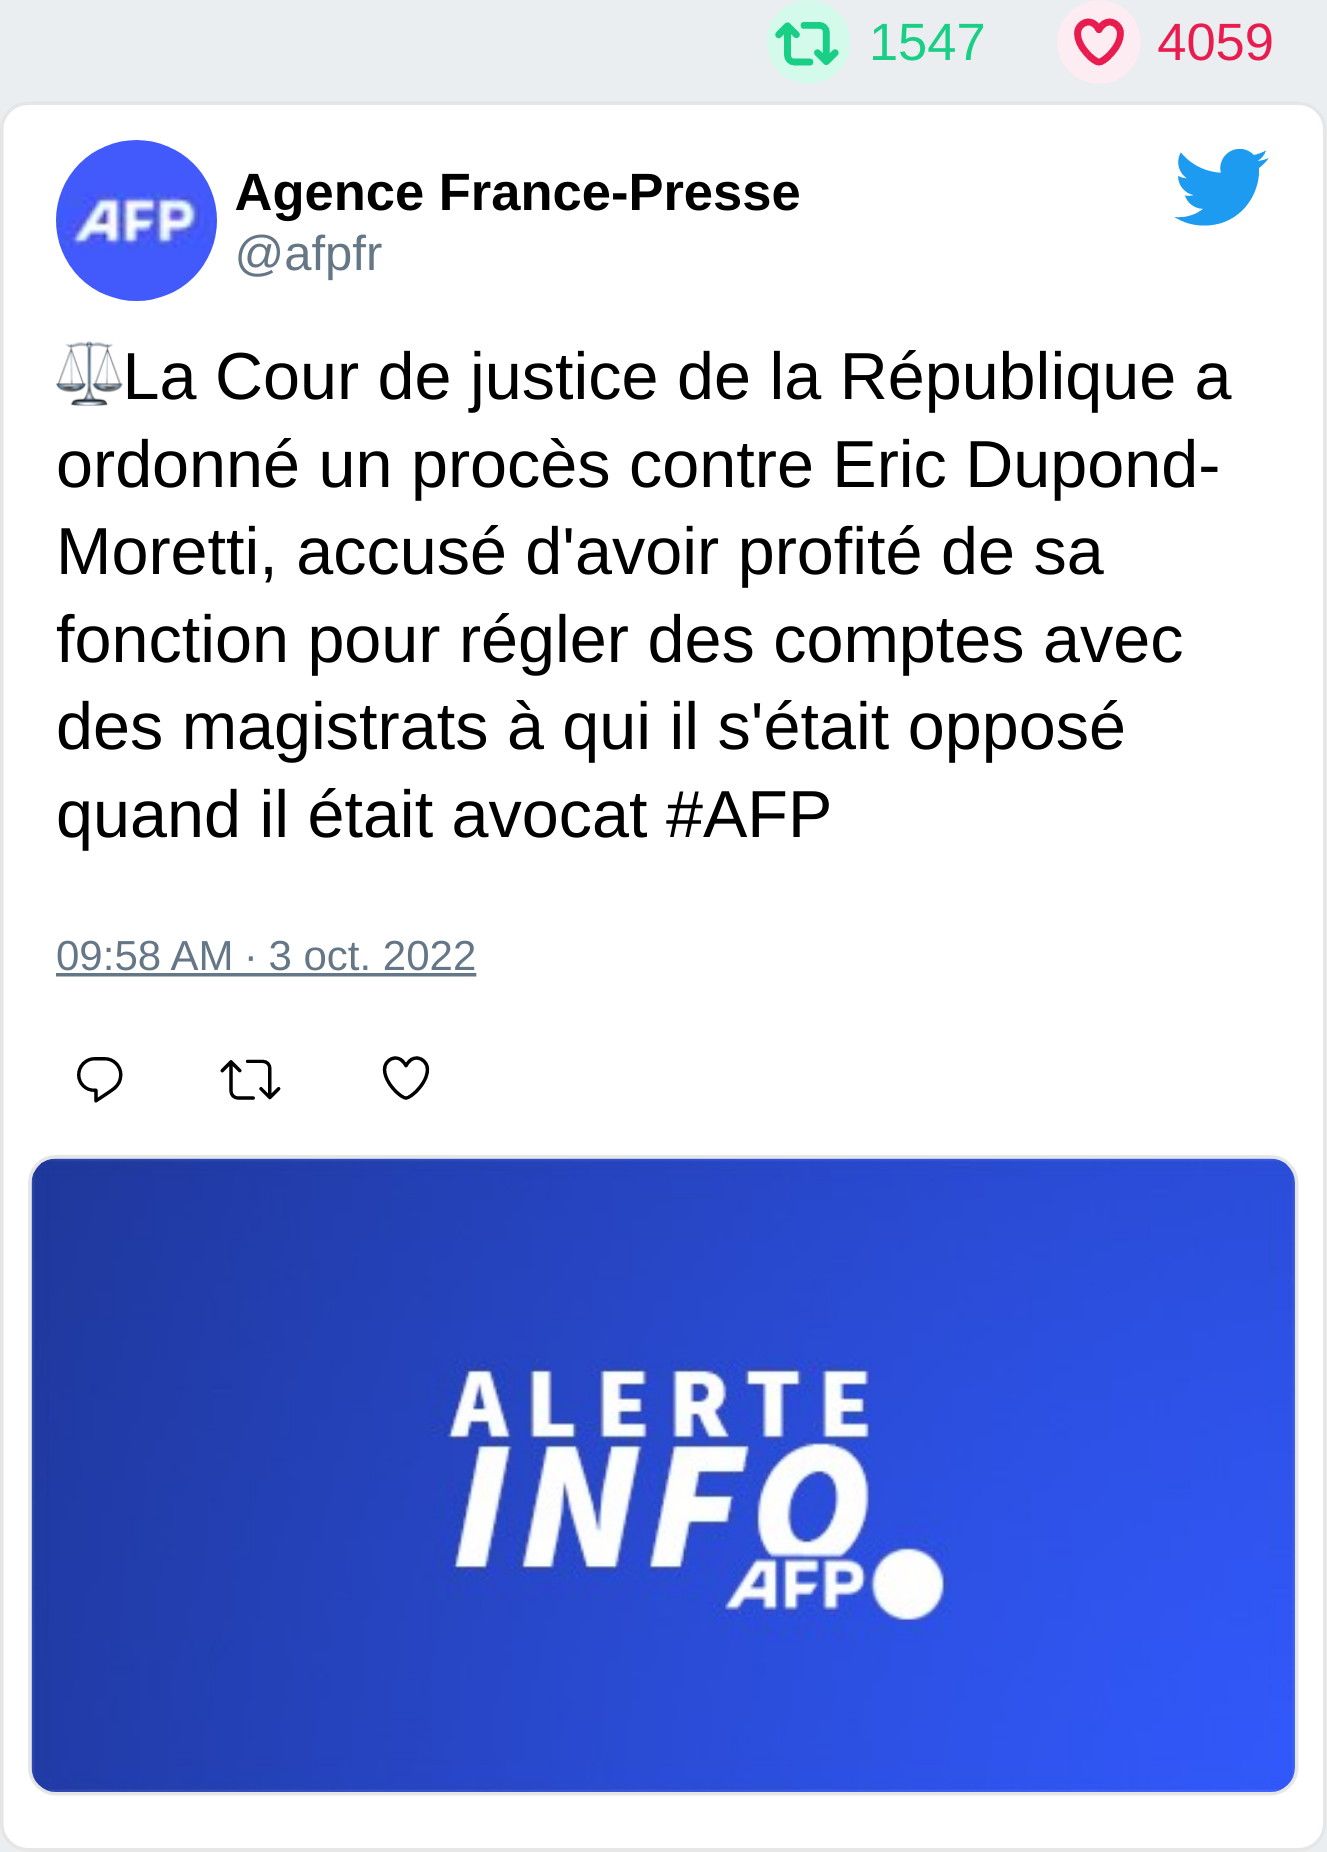 1547 4059
AFP
Agence France-Presse
@afpfr
⚖️La Cour de justice de la République a
ordonné un procès contre Eric Dupond-
Moretti, accusé d'avoir profité de sa
fonction pour régler des comptes avec
des magistrats à qui il s'était opposé
quand il était avocat #AFP
09:58 AM · 3 oct. 2022
ALERTE
INFO
AFP